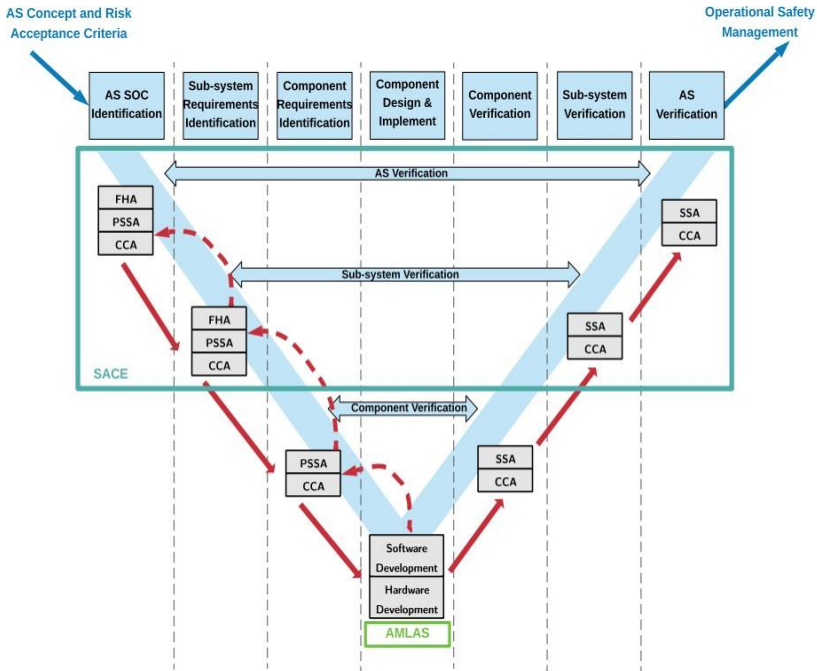 AS Concept and Risk
Acceptance Criteria
Operational Safety
Management
AS SOC
Identification
Sub-system
Requirements
Identification
Component
Requirements
Identification
Component
Design &
Implement
Component
Verification
Sub-system
Verification
AS
Verification
AS Verification
FHA
PSSA
CCA
SSA
CCA
Sub-system Verification
FHA
PSSA
CCA
SSA
CCA
SACE
Component Verification
PSSA
CCA
SSA
CCA
Software
Development
Hardware
Development
AMLAS